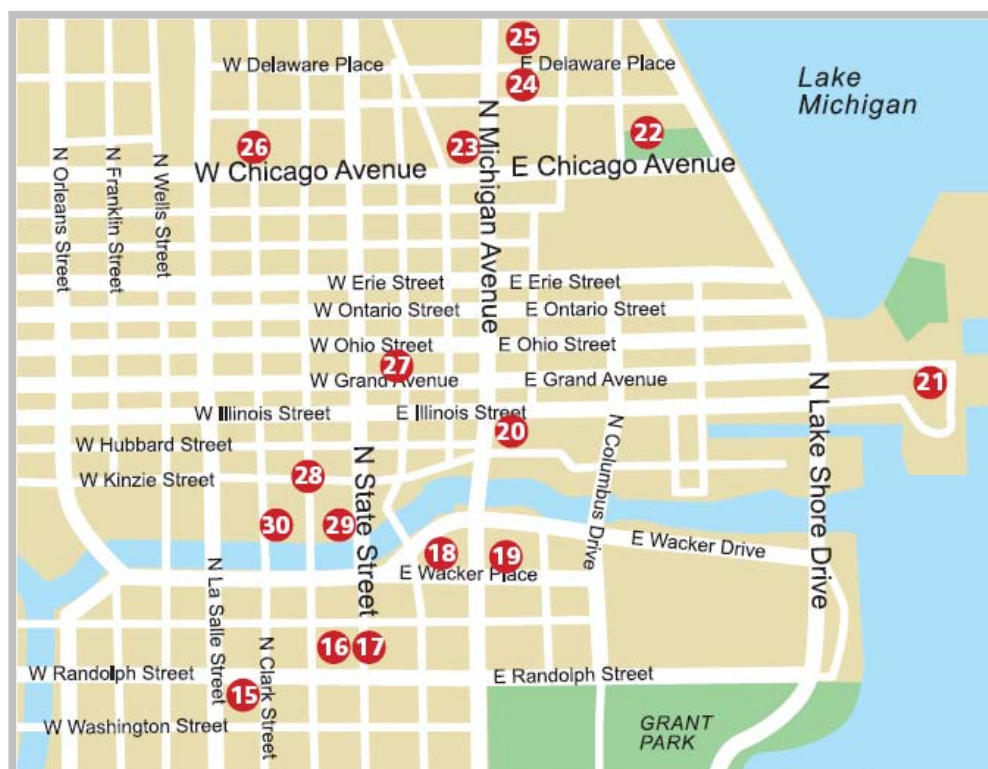 25
W Delaware Place
E Delaware Place
24
Lake
Michigan
22
23
26
W Chicago Avenue
E Chicago Avenue
N Michigan Avenue
N Orleans Street
N Franklin Street
N Wells Street
W Erie Street
E Erie Street
W Ontario Street
E Ontario Street
W Ohio Street
E Ohio Street
27
W Grand Avenue
E Grand Avenue
21
W Illinois Street
E Illinois Street
20
W Hubbard Street
W Kinzie Street
28
N State Street
N Columbus Drive
N Lake Shore Drive
30
29
18
19
E Wacker Drive
E Wacker Place
N La Salle Street
N Clark Street
16
17
W Randolph Street
E Randolph Street
15
W Washington Street
GRANT
PARK